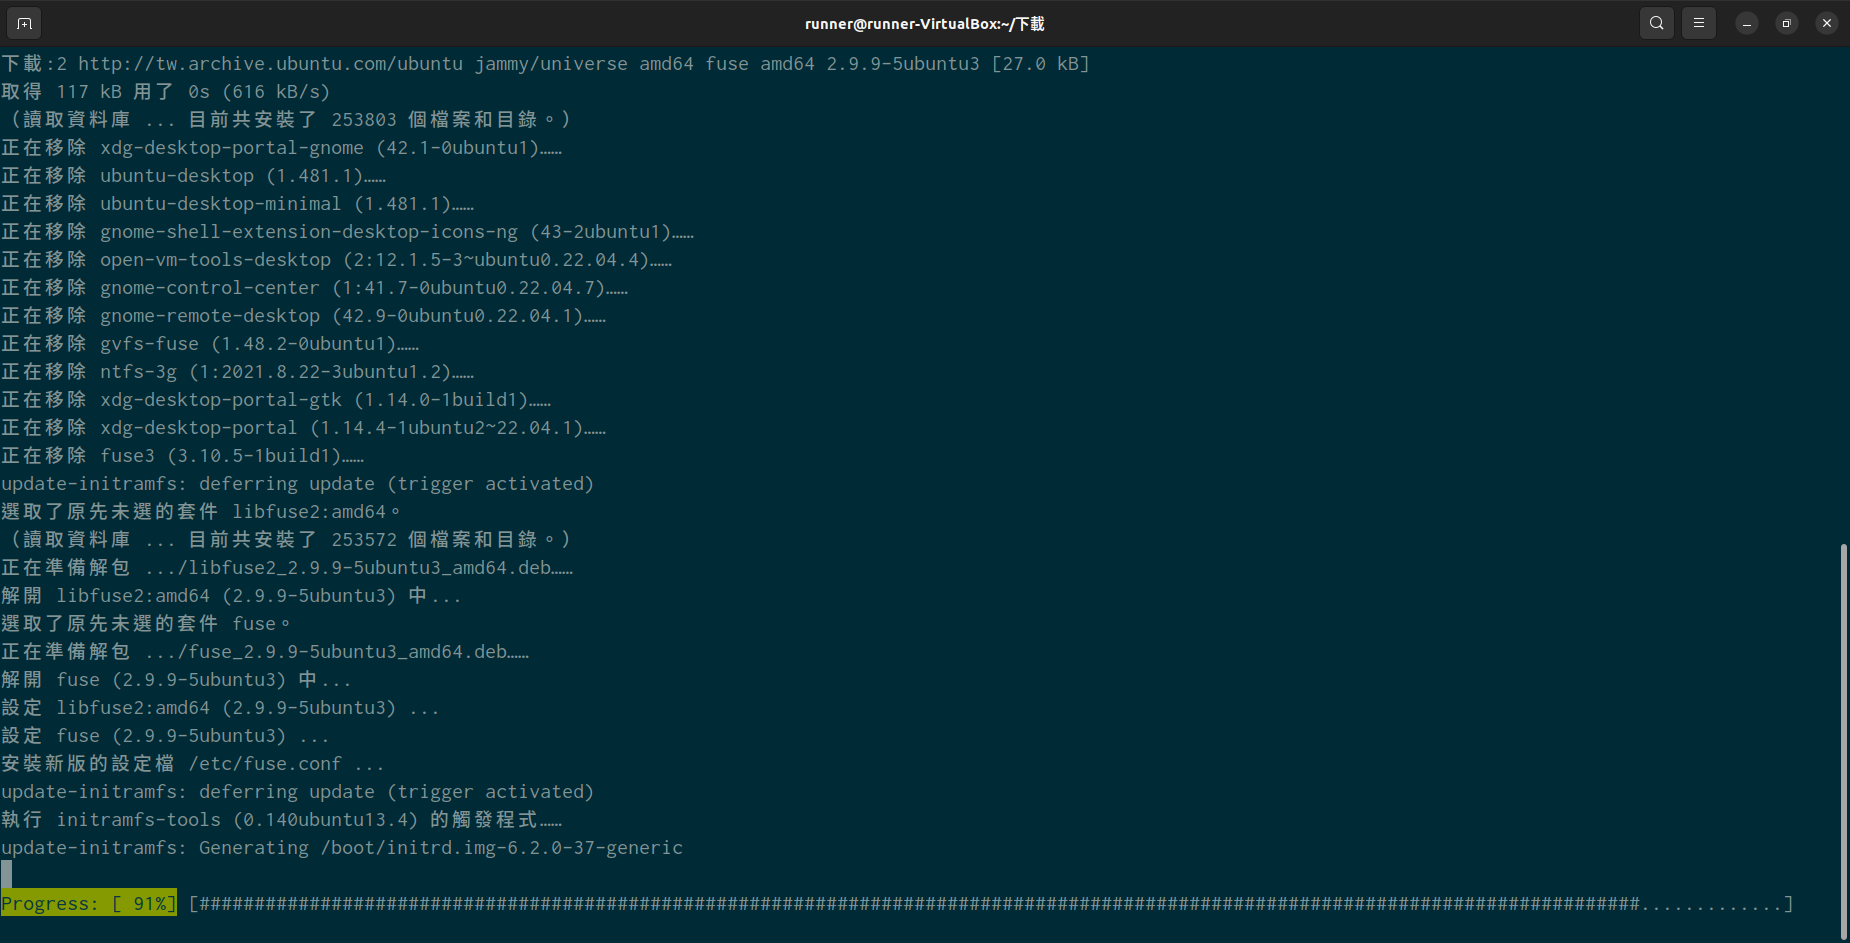 runner@runner-VirtualBox:~/下載
下載:2 http://tw.archive.ubuntu.com/ubuntu jammy/universe amd64 fuse amd64 2.9.9-5ubuntu3 [27.0 kB]
取得 117 kB 用了 0s (616 kB/s)
（讀取資料庫 ... 目前共安裝了 253803 個檔案和目錄。）
正在移除 xdg-desktop-portal-gnome (42.1-0ubuntu1)……
正在移除 ubuntu-desktop (1.481.1)……
正在移除 ubuntu-desktop-minimal (1.481.1)……
正在移除 gnome-shell-extension-desktop-icons-ng (43-2ubuntu1)……
正在移除 open-vm-tools-desktop (2:12.1.5-3~ubuntu0.22.04.4)……
正在移除 gnome-control-center (1:41.7-0ubuntu0.22.04.7)……
正在移除 gnome-remote-desktop (42.9-0ubuntu0.22.04.1)……
正在移除 gvfs-fuse (1.48.2-0ubuntu1)……
正在移除 ntfs-3g (1:2021.8.22-3ubuntu1.2)……
正在移除 xdg-desktop-portal-gtk (1.14.0-1build1)……
正在移除 xdg-desktop-portal (1.14.4-1ubuntu2~22.04.1)……
正在移除 fuse3 (3.10.5-1build1)……
update-initramfs: deferring update (trigger activated)
選取了原先未選的套件 libfuse2:amd64。
（讀取資料庫 ... 目前共安裝了 253572 個檔案和目錄。）
正在準備解包 .../libfuse2_2.9.9-5ubuntu3_amd64.deb……
解開 libfuse2:amd64 (2.9.9-5ubuntu3) 中...
選取了原先未選的套件 fuse。
正在準備解包 .../fuse_2.9.9-5ubuntu3_amd64.deb……
解開 fuse (2.9.9-5ubuntu3) 中...
設定 libfuse2:amd64 (2.9.9-5ubuntu3) ...
設定 fuse (2.9.9-5ubuntu3) ...
安裝新版的設定檔 /etc/fuse.conf ...
update-initramfs: deferring update (trigger activated)
執行 initramfs-tools (0.140ubuntu13.4) 的觸發程式……
update-initramfs: Generating /boot/initrd.img-6.2.0-37-generic
Progress: [ 91%] [###################################################################################################################################.............]